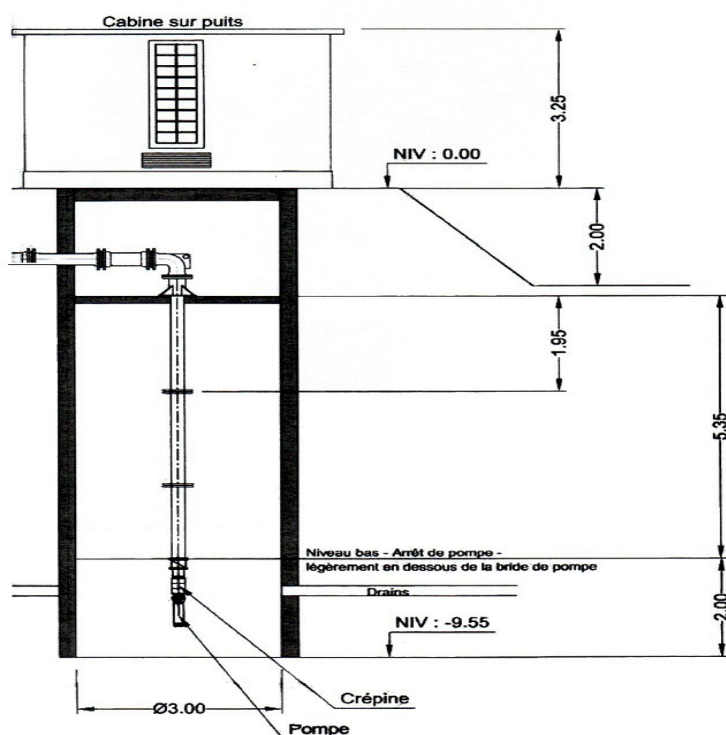 Cabine sur puits
3.25
NIV : 0.00
2.00
1.95
5.35
Niveau bas - Arrêt de pompe -
légèrement en dessous de la bride de pompe
Drains
2.00
NIV : -9.55
Crépine
Ø3.00
Pompe